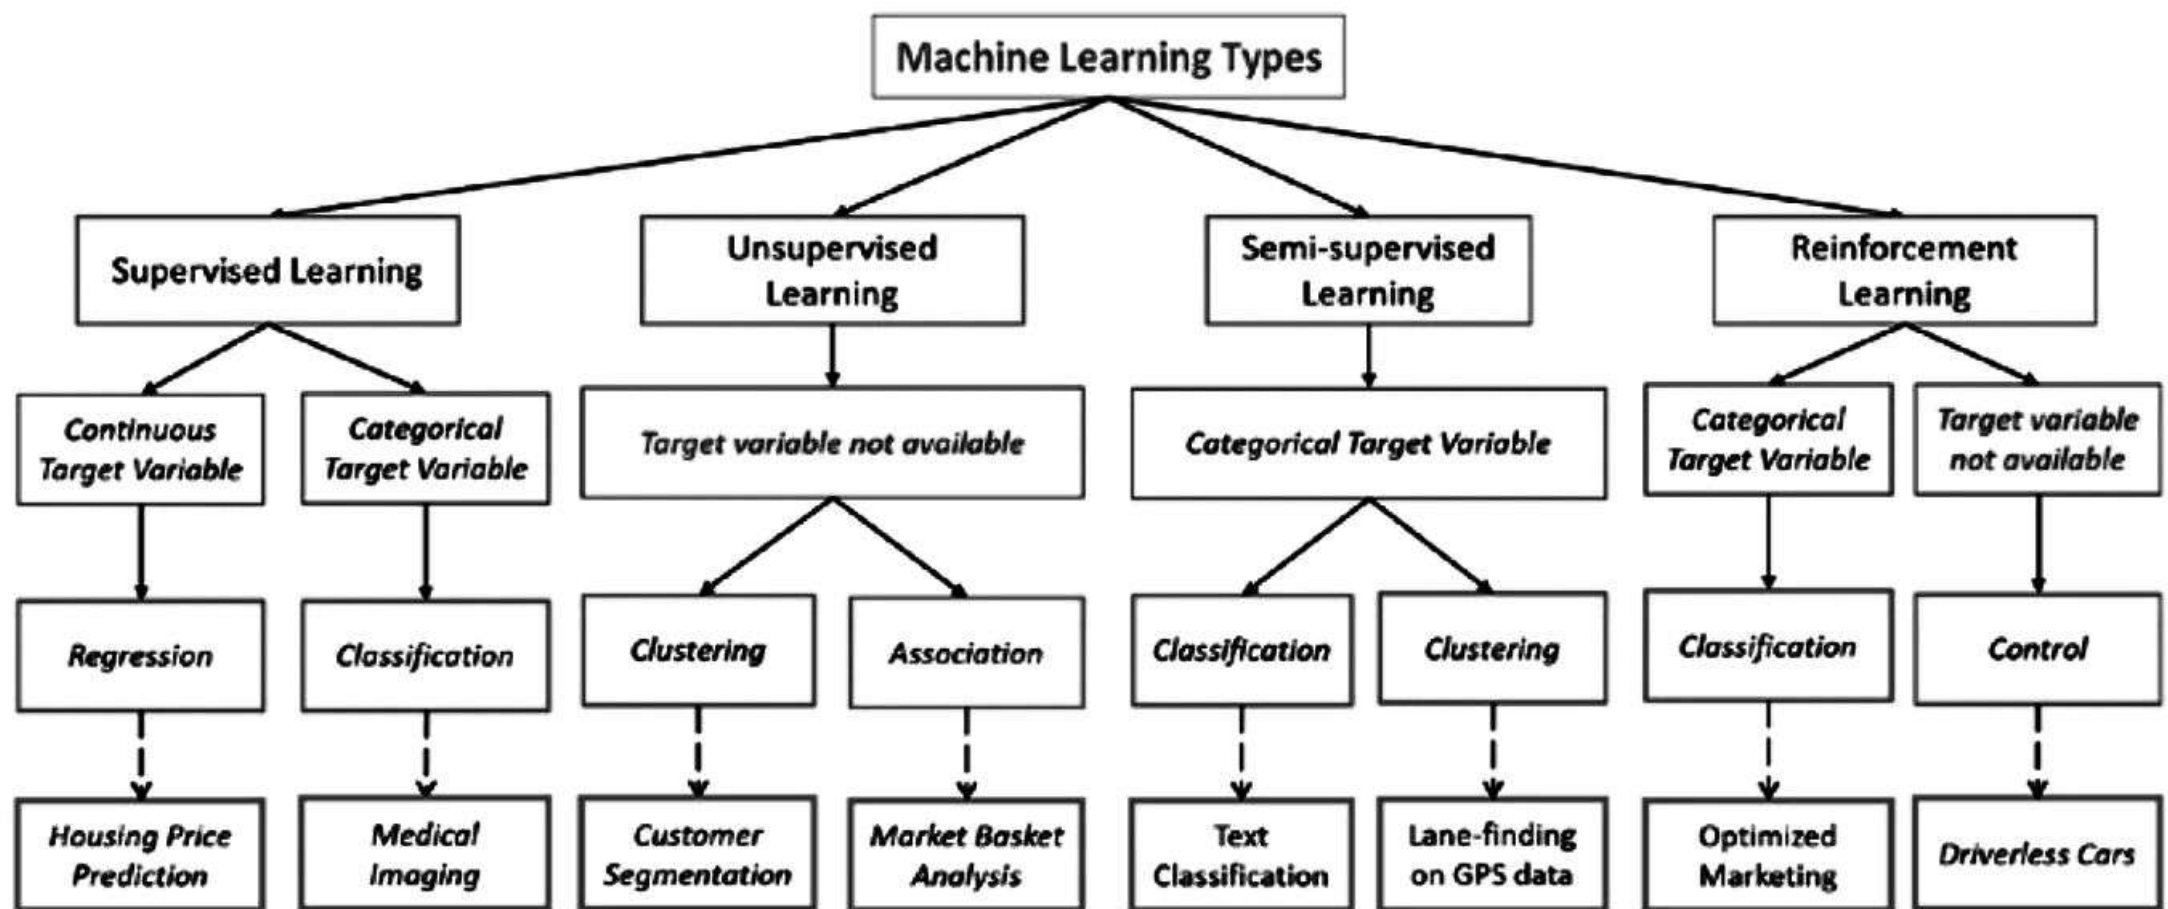 Machine Learning Types
Supervised Learning
Unsupervised
Learning
Semi-supervised
Learning
Reinforcement
Learning
Continuous
Target Variable
Categorical
Target Variable
Target variable not available
Categorical Target Variable
Categorical
Target Variable
Target variable
not available
Regression
Classification
Clustering
Association
Classification
Clustering
Classification
Control
Housing Price
Prediction
Medical
Imaging
Customer
Segmentation
Market Basket
Analysis
Text
Classification
Lane-finding
on GPS data
Optimized
Marketing
Driverless Cars